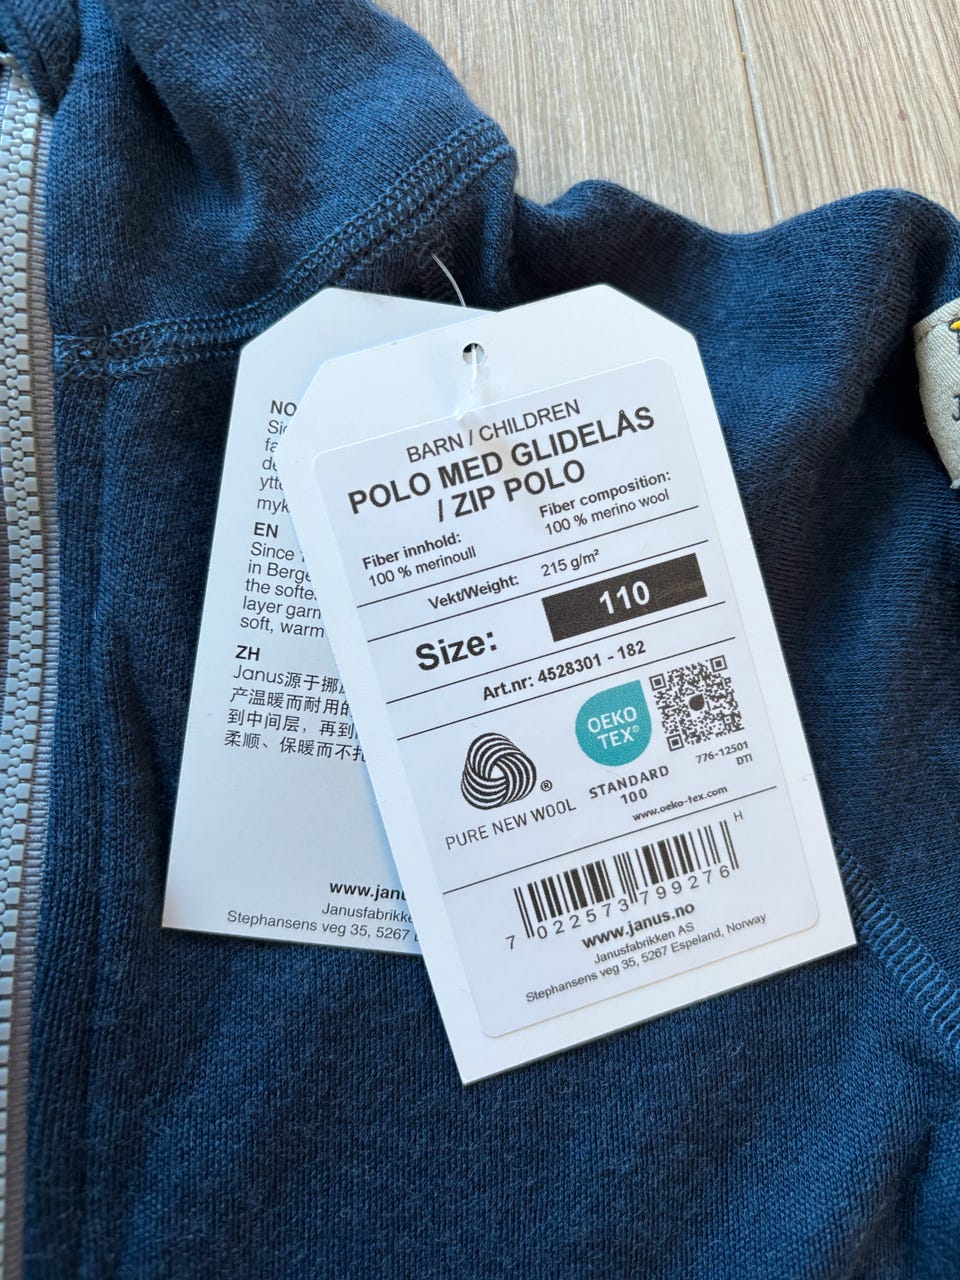 BARN / CHILDREN
POLO MED GLIDELÅS
/ ZIP POLO
Fiber innhold:
100 % merinoull
Fiber composition:
100 % merino wool
Vekt/Weight: 215 g/m²
Size: 110
Art.nr: 4528301 - 182
PURE NEW WOOL
®
OEKO
TEX®
STANDARD
100
776-12501
DTI
www.oeko-tex.com
H
7 022573 799276
www.janus.no
Janusfabrikken AS
Stephansens veg 35, 5267 Espeland, Norway
NO
EN
Since
in Berge
the softe
layer garn
soft, warm
ZH
Janus源于挪
产温暖而耐用的
到中间层，再到
柔顺、保暖而不扎
www.janu
Janusfabrikke
Stephansens veg 35, 5267